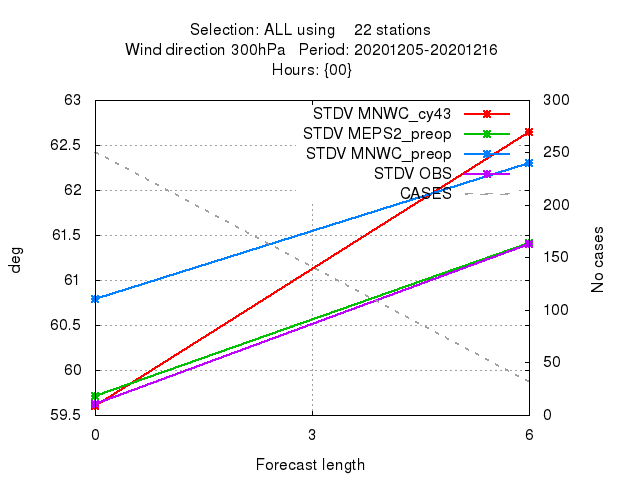 Selection: ALL using 22 stations
Wind direction 300hPa Period: 20201205-20201216
Hours: {00}
63
62.5
62
61.5
61
60.5
60
59.5
300
250
200
150
100
50
0
STDV MNWC_cy43
STDV MEPS2_preop
STDV MNWC_preop
STDV OBS
CASES
deg
No cases
0
3
6
Forecast length